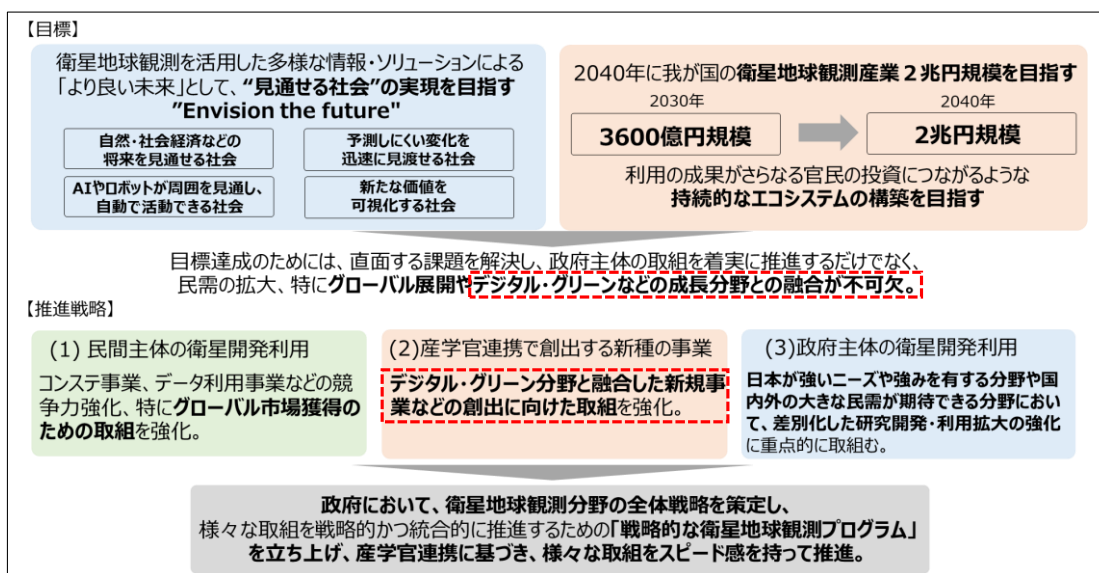 【目標】
衛星地球観測を活用した多様な情報・ソリューションによる
「より良い未来」として、“見通せる社会”の実現を目指す
”Envision the future"
自然・社会経済などの
将来を見通せる社会
予測しにくい変化を
迅速に見渡せる社会
AIやロボットが周囲を見通し、
自動で活動できる社会
新たな価値を
可視化する社会
2040年に我が国の衛星地球観測産業２兆円規模を目指す
2030年
2040年
3600億円規模
2兆円規模
利用の成果がさらなる官民の投資につながるような
持続的なエコシステムの構築を目指す
目標達成のためには、直面する課題を解決し、政府主体の取組を着実に推進するだけでなく、
民需の拡大、特にグローバル展開やデジタル・グリーンなどの成長分野との融合が不可欠。
【推進戦略】
(1) 民間主体の衛星開発利用
コンステ事業、データ利用事業などの競
争力強化、特にグローバル市場獲得の
ための取組を強化。
(2)産学官連携で創出する新種の事業
デジタル・グリーン分野と融合した新規事
業などの創出に向けた取組を強化。
(3)政府主体の衛星開発利用
日本が強いニーズや強みを有する分野や国
内外の大きな民需が期待できる分野におい
て、差別化した研究開発・利用拡大の強化
に重点的に取組む。
政府において、衛星地球観測分野の全体戦略を策定し、
様々な取組を戦略的かつ統合的に推進するための「戦略的な衛星地球観測プログラム」
を立ち上げ、産学官連携に基づき、様々な取組をスピード感を持って推進。